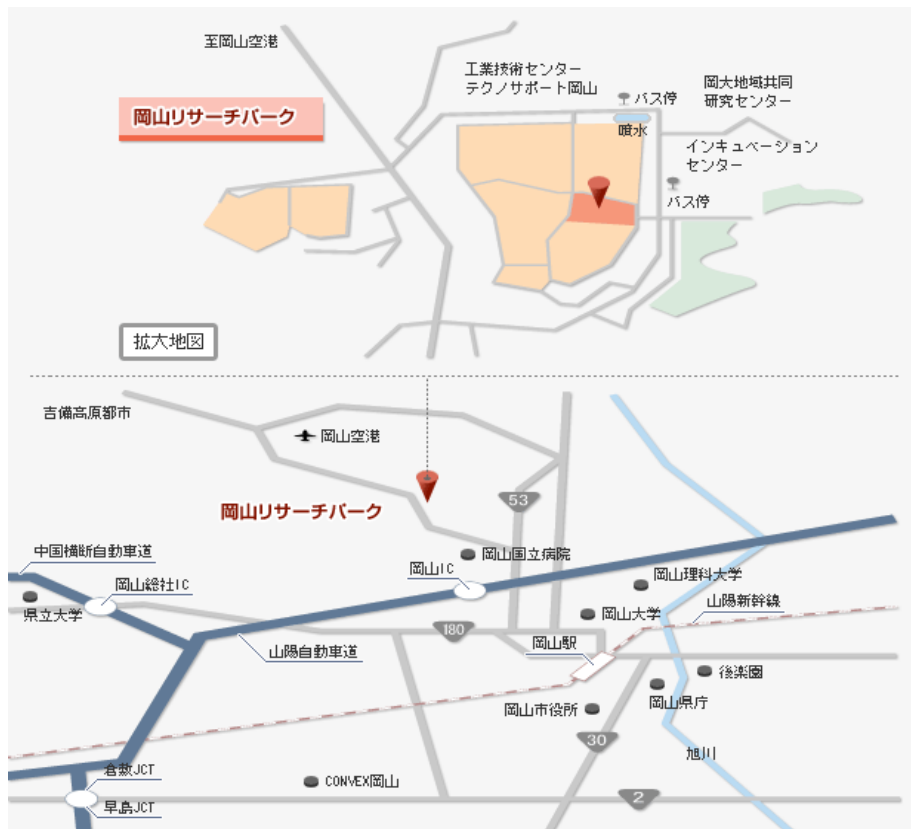 至岡山空港
工業技術センター
テクノサポート岡山
岡大地域共同
研究センター
バス停
岡山リサーチパーク
噴水
インキュベーション
センター
バス停
拡大地図
吉備高原都市
岡山空港
53
岡山リサーチパーク
中国横断自動車道
岡山国立病院
岡山IC
岡山総社IC
岡山理科大学
県立大学
岡山大学
山陽新幹線
180
岡山駅
山陽自動車道
後楽園
岡山県庁
岡山市役所
30
旭川
倉敷JCT
CONVEX岡山
2
早島JCT